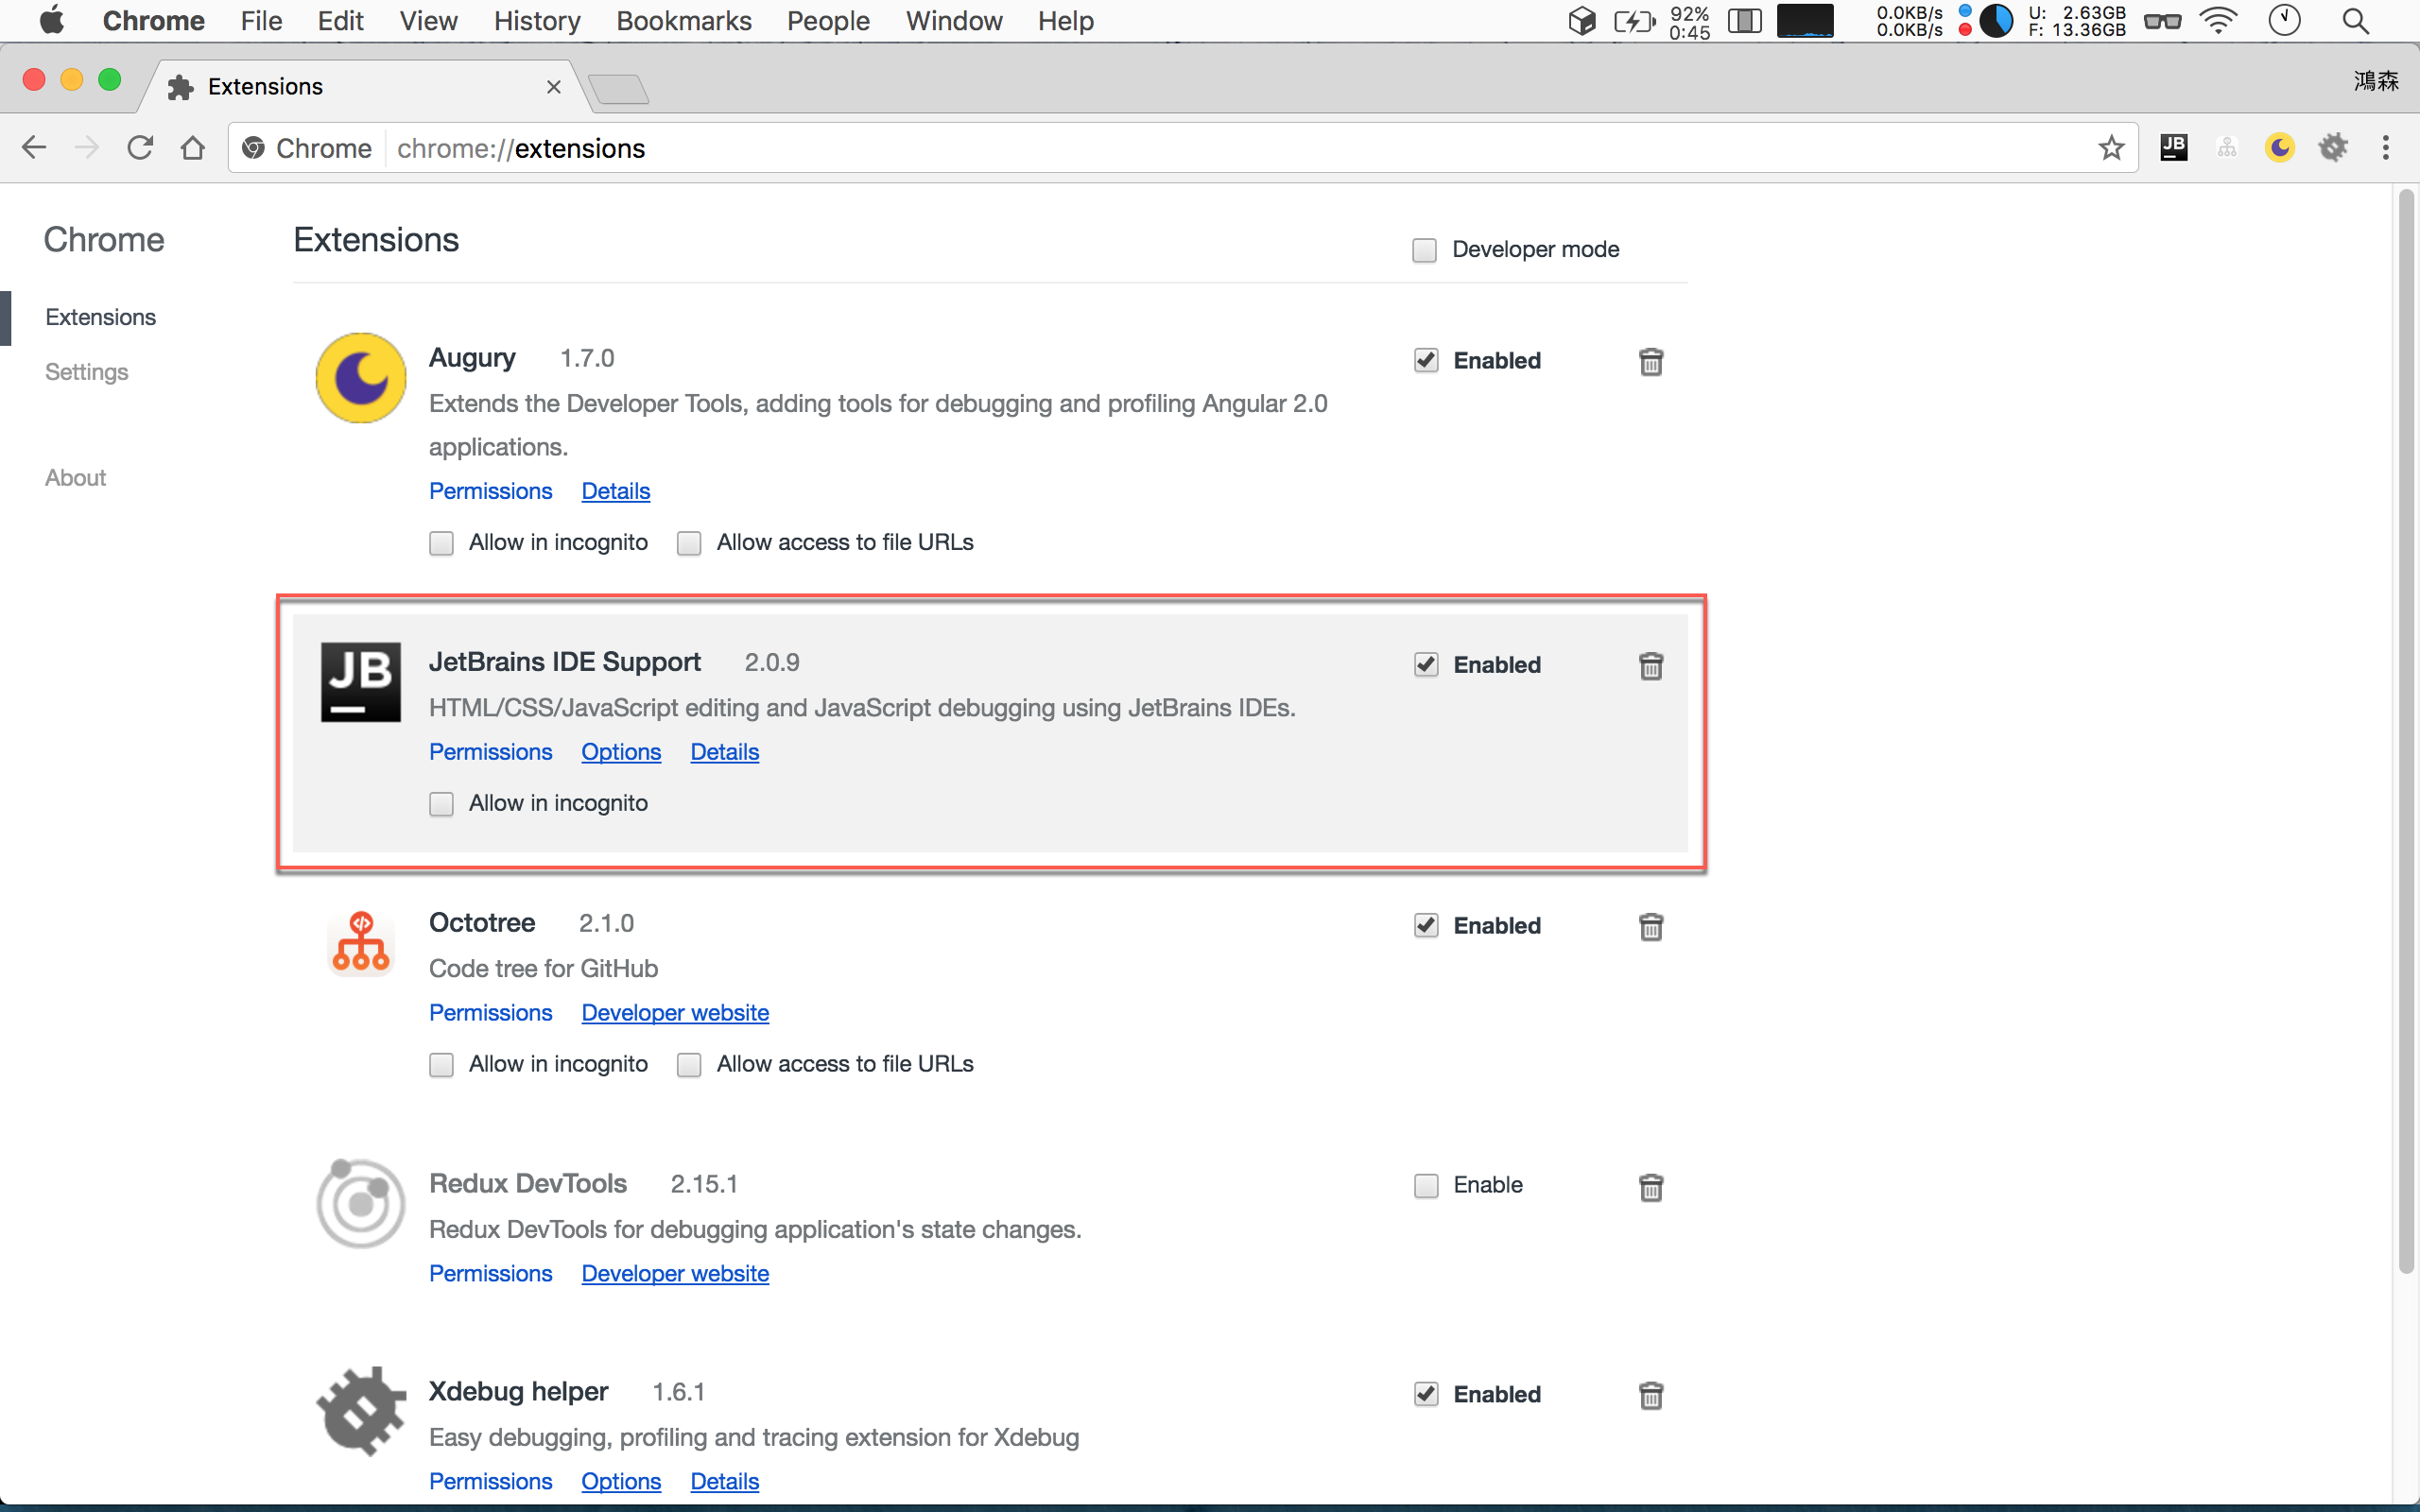 Chrome File Edit View History Bookmarks People Window Help
92%
0:45
0.0KB/s
0.0KB/s
U: 2.63GB
F: 13.36GB
Extensions
鴻森
Chrome chrome://extensions
JB
Chrome
Extensions
Settings
About
Extensions
Developer mode
Augury 1.7.0
Enabled
Extends the Developer Tools, adding tools for debugging and profiling Angular 2.0
applications.
Permissions Details
Allow in incognito Allow access to file URLs
JB
JetBrains IDE Support 2.0.9
Enabled
HTML/CSS/JavaScript editing and JavaScript debugging using JetBrains IDEs.
Permissions Options Details
Allow in incognito
Octotree 2.1.0
Enabled
Code tree for GitHub
Permissions Developer website
Allow in incognito Allow access to file URLs
Redux DevTools 2.15.1
Enable
Redux DevTools for debugging application's state changes.
Permissions Developer website
Xdebug helper 1.6.1
Enabled
Easy debugging, profiling and tracing extension for Xdebug
Permissions Options Details